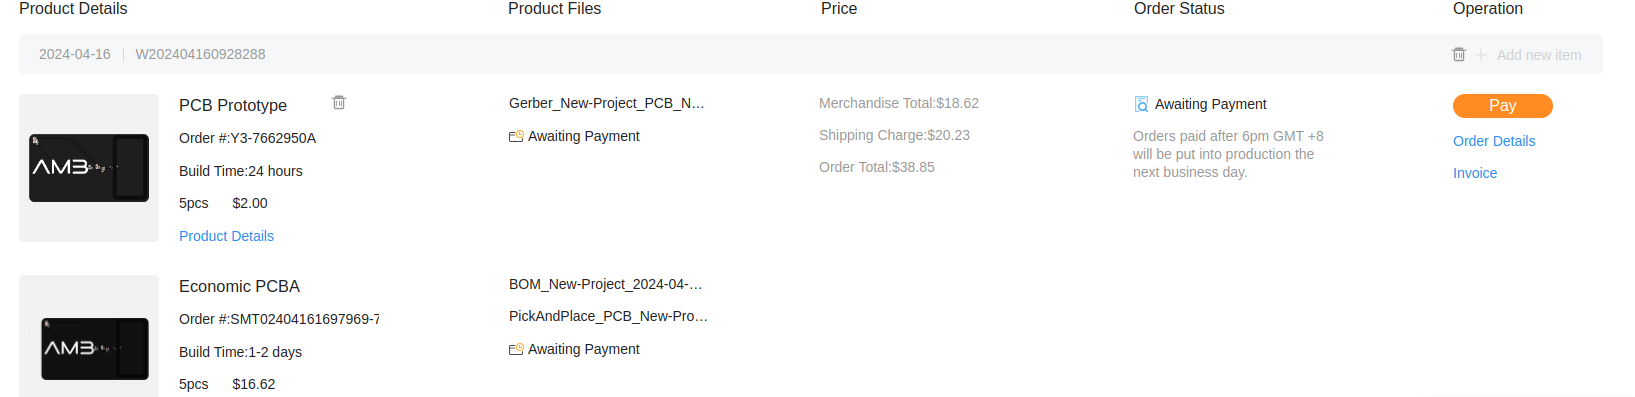 Product Details
Product Files
Price
Order Status
Operation
2024-04-16 | W202404160928288
Add new item
PCB Prototype
Order #:Y3-7662950A
Build Time:24 hours
5pcs $2.00
Product Details
Gerber_New-Project_PCB_N...
Awaiting Payment
Merchandise Total:$18.62
Shipping Charge:$20.23
Order Total:$38.85
Awaiting Payment
Orders paid after 6pm GMT +8
will be put into production the
next business day.
Pay
Order Details
Invoice
AMB
Economic PCBA
Order #:SMT02404161697969-7
Build Time:1-2 days
5pcs $16.62
BOM_New-Project_2024-04-...
PickAndPlace_PCB_New-Pro...
Awaiting Payment
AMB